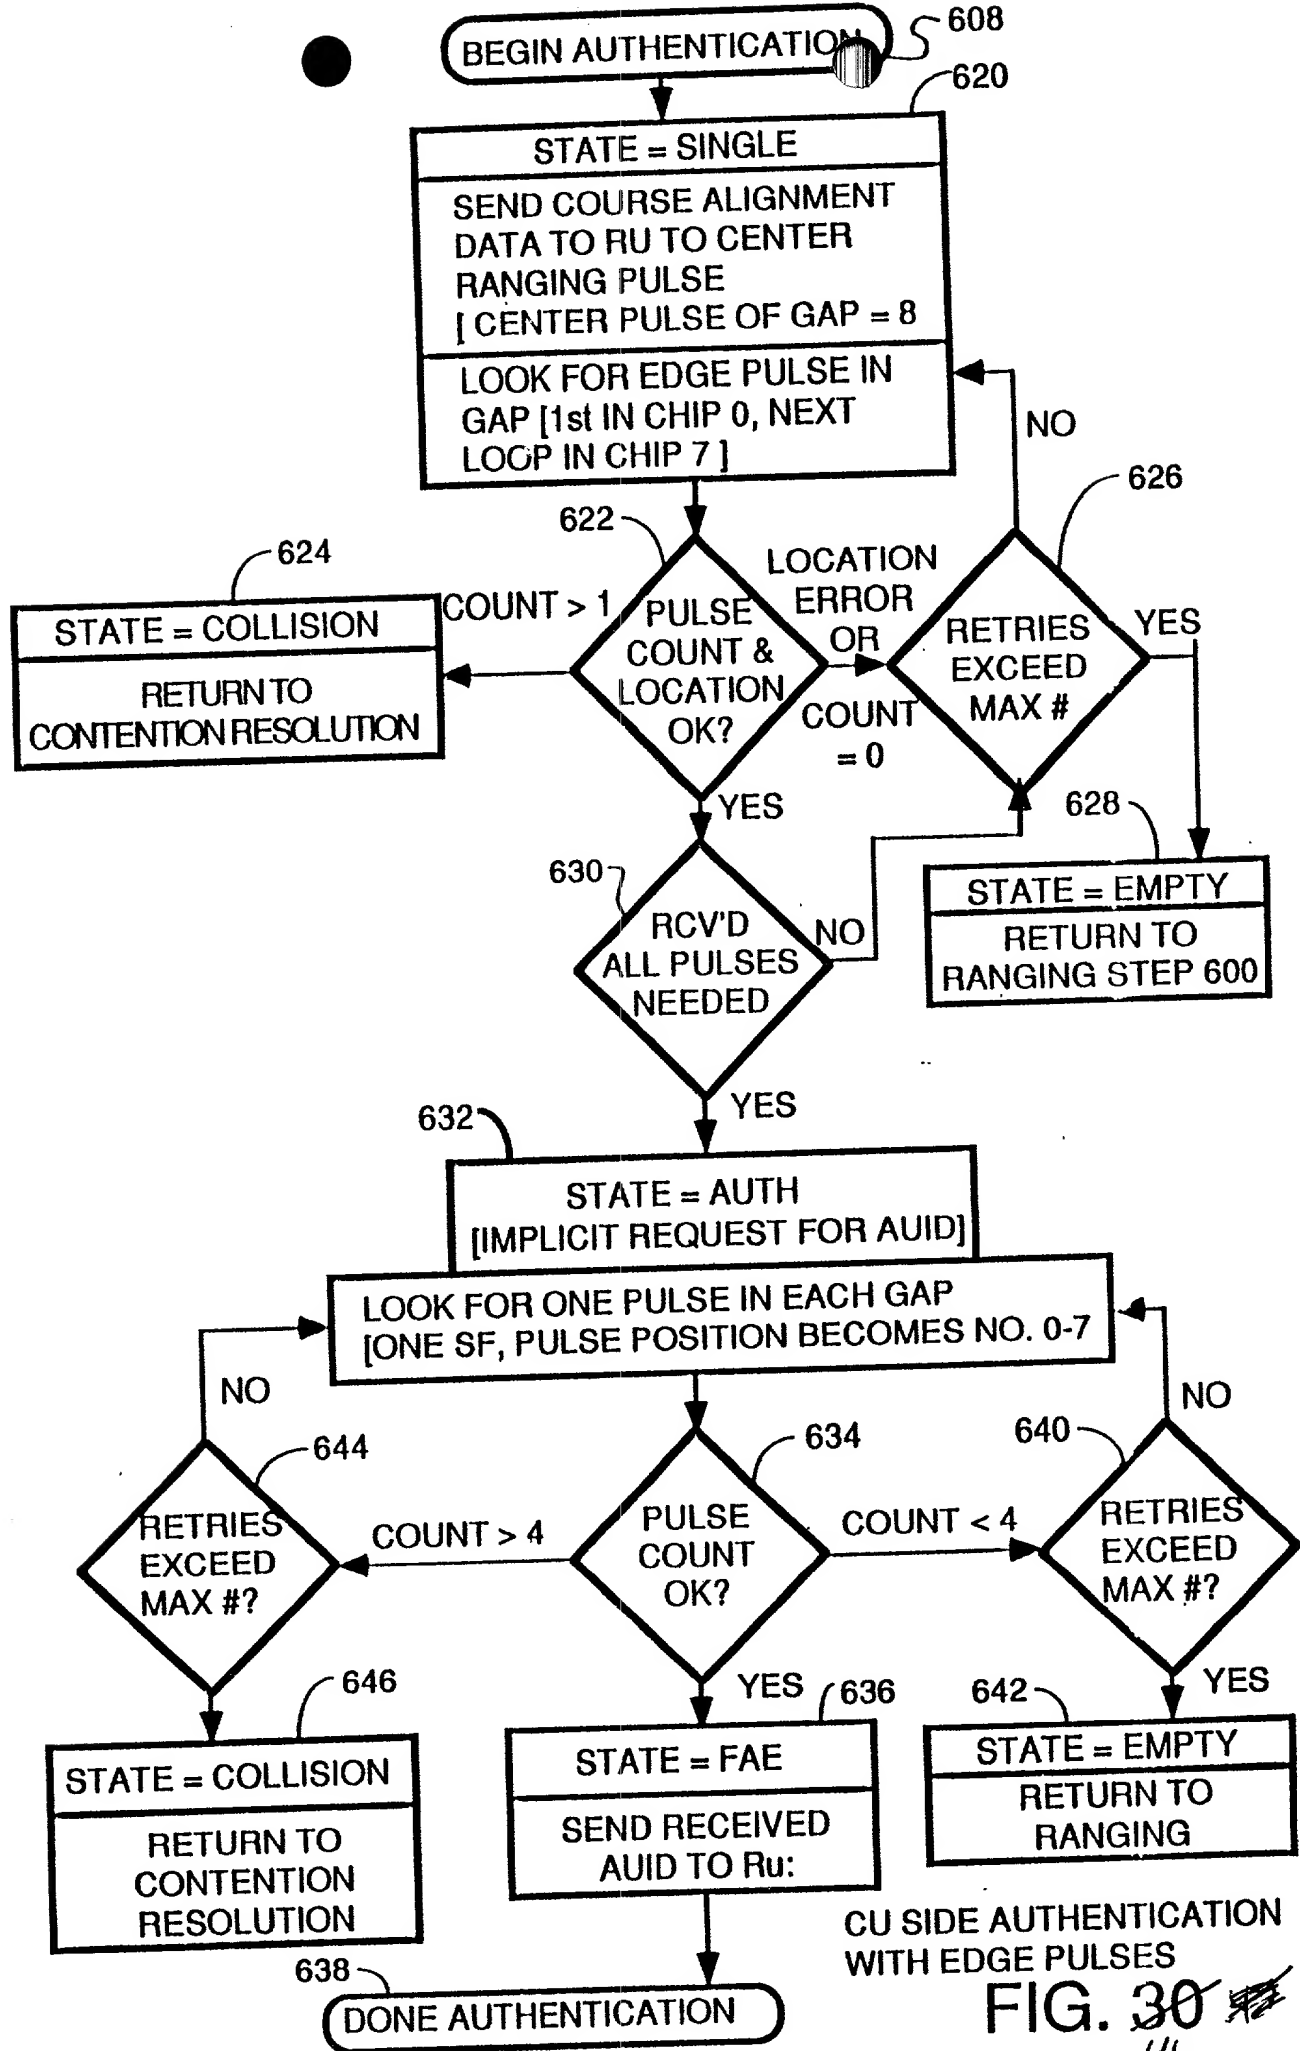 BEGIN AUTHENTICATION
608
620
STATE = SINGLE
SEND COURSE ALIGNMENT
DATA TO RU TO CENTER
RANGING PULSE
[ CENTER PULSE OF GAP = 8
LOOK FOR EDGE PULSE IN
GAP [1st IN CHIP 0, NEXT
LOOP IN CHIP 7 ]
NO
626
622
624
COUNT > 1
STATE = COLLISION
RETURN TO
CONTENTION RESOLUTION
PULSE
COUNT &
LOCATION
OK?
LOCATION
ERROR
OR
COUNT
= 0
RETRIES
EXCEED
MAX #
YES
YES
628
STATE = EMPTY
RETURN TO
RANGING STEP 600
630
RCV'D
ALL PULSES
NEEDED
NO
YES
632
STATE = AUTH
[IMPLICIT REQUEST FOR AUID]
LOOK FOR ONE PULSE IN EACH GAP
[ONE SF, PULSE POSITION BECOMES NO. 0-7
NO
NO
644
634
640
RETRIES
EXCEED
MAX #?
COUNT > 4
PULSE
COUNT
OK?
COUNT < 4
RETRIES
EXCEED
MAX #?
646
YES
636
642
YES
STATE = COLLISION
RETURN TO
CONTENTION
RESOLUTION
STATE = FAE
SEND RECEIVED
AUID TO Ru:
STATE = EMPTY
RETURN TO
RANGING
638
DONE AUTHENTICATION
CU SIDE AUTHENTICATION
WITH EDGE PULSES
FIG. 30